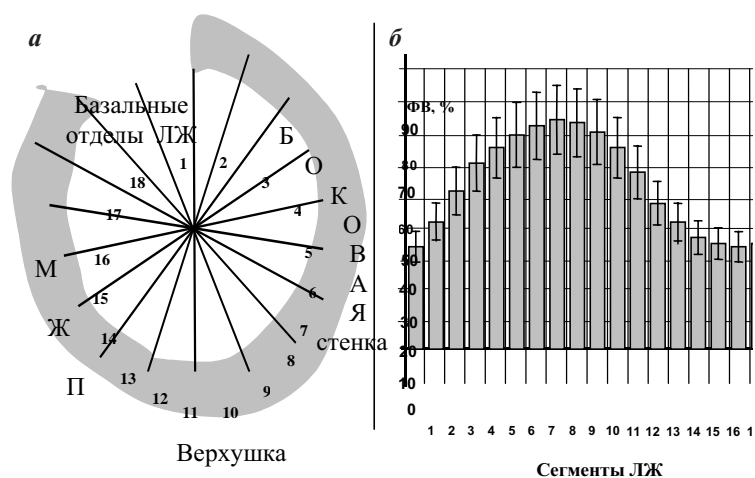 а
Базальные
отделы ЛЖ
1
2
3
4
5
6
7
8
9
10
11
12
13
14
15
16
17
18
Б
О
К
О
В
А
Я
стенка
М
Ж
П
Верхушка
б
ФВ, %
90
80
70
60
50
40
30
20
10
0
1 2 3 4 5 6 7 8 9 10 11 12 13 14 15 16 1
Сегменты ЛЖ